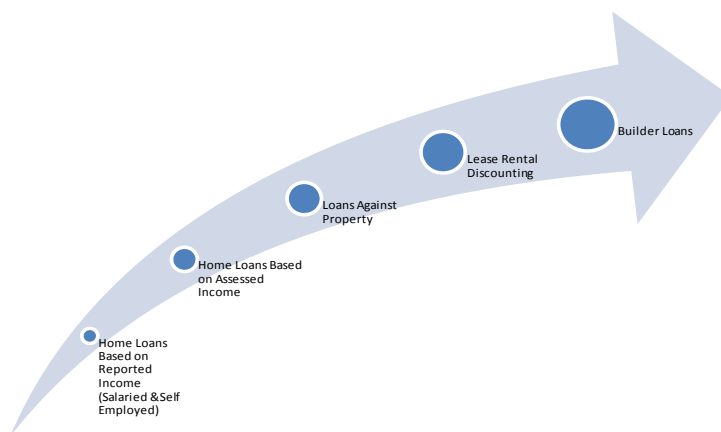 Builder Loans
Lease Rental
Discounting
Loans Against
Property
Home Loans Based
on Assessed
Income
Home Loans
Based on
Reported
Income
(Salaried &Self
Employed)